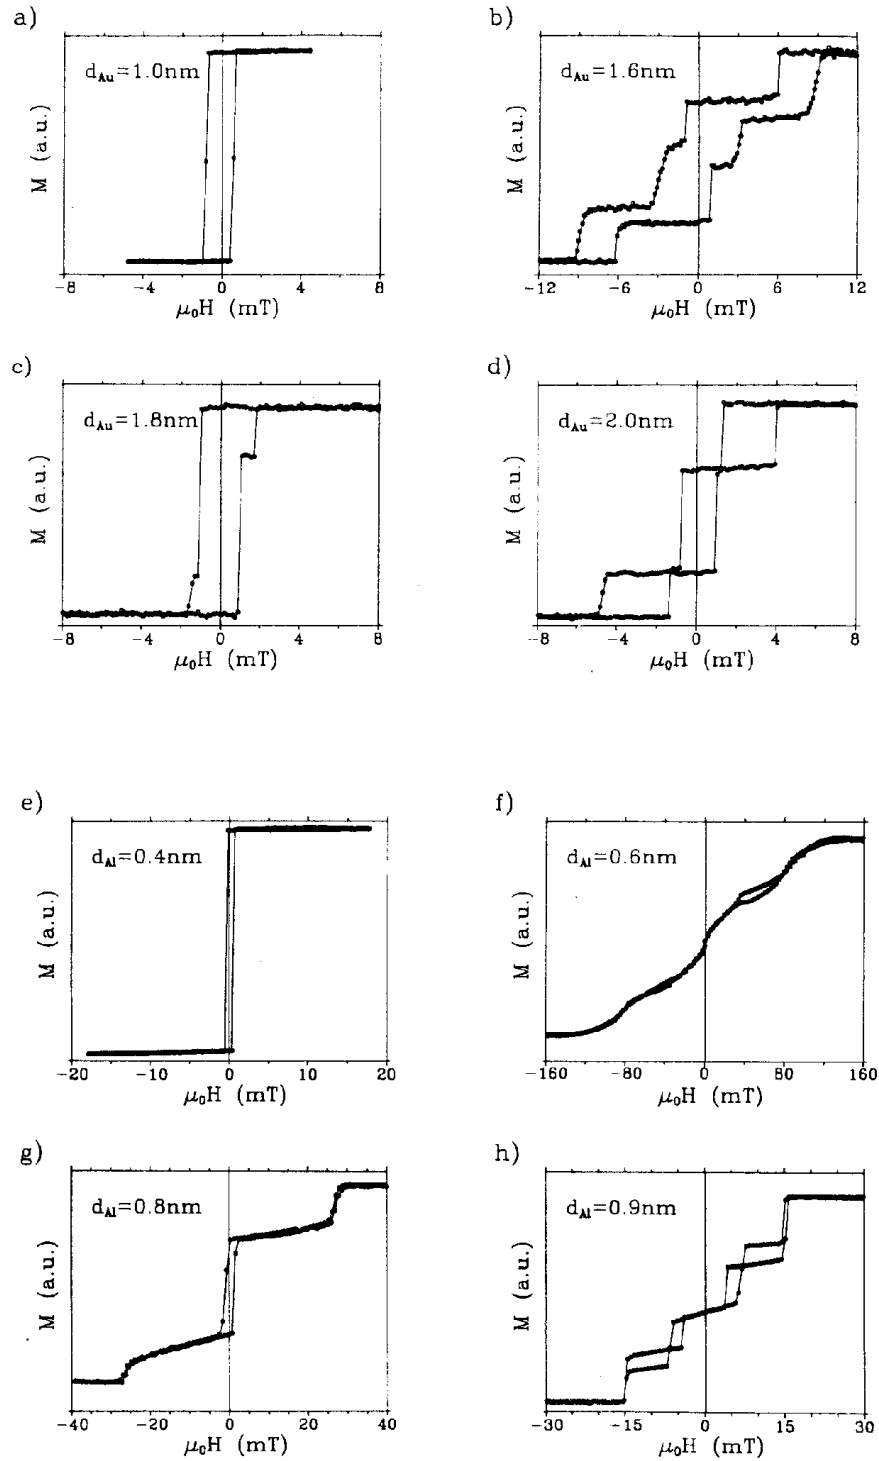 a)
d_Au=1.0nm
M (a.u.)
−8 −4 0 4 8
μ₀H (mT)
b)
d_Au=1.6nm
M (a.u.)
−12 −6 0 6 12
μ₀H (mT)
c)
d_Au=1.8nm
M (a.u.)
−8 −4 0 4 8
μ₀H (mT)
d)
d_Au=2.0nm
M (a.u.)
−8 −4 0 4 8
μ₀H (mT)
e)
d_Al=0.4nm
M (a.u.)
−20 −10 0 10 20
μ₀H (mT)
f)
d_Al=0.6nm
M (a.u.)
−160 −80 0 80 160
μ₀H (mT)
g)
d_Al=0.8nm
M (a.u.)
−40 −20 0 20 40
μ₀H (mT)
h)
d_Al=0.9nm
M (a.u.)
−30 −15 0 15 30
μ₀H (mT)